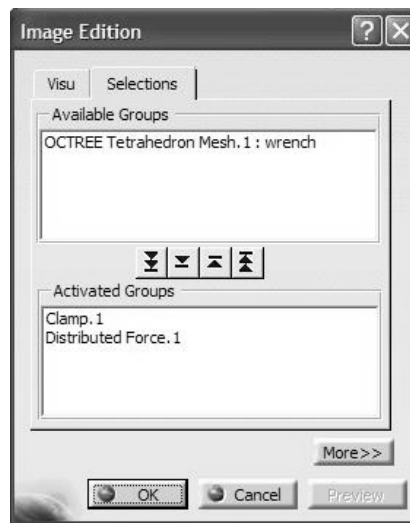 Image Edition
Visu Selections
Available Groups
OCTREE Tetrahedron Mesh.1 : wrench
Activated Groups
Clamp.1
Distributed Force.1
More>>
OK Cancel Preview